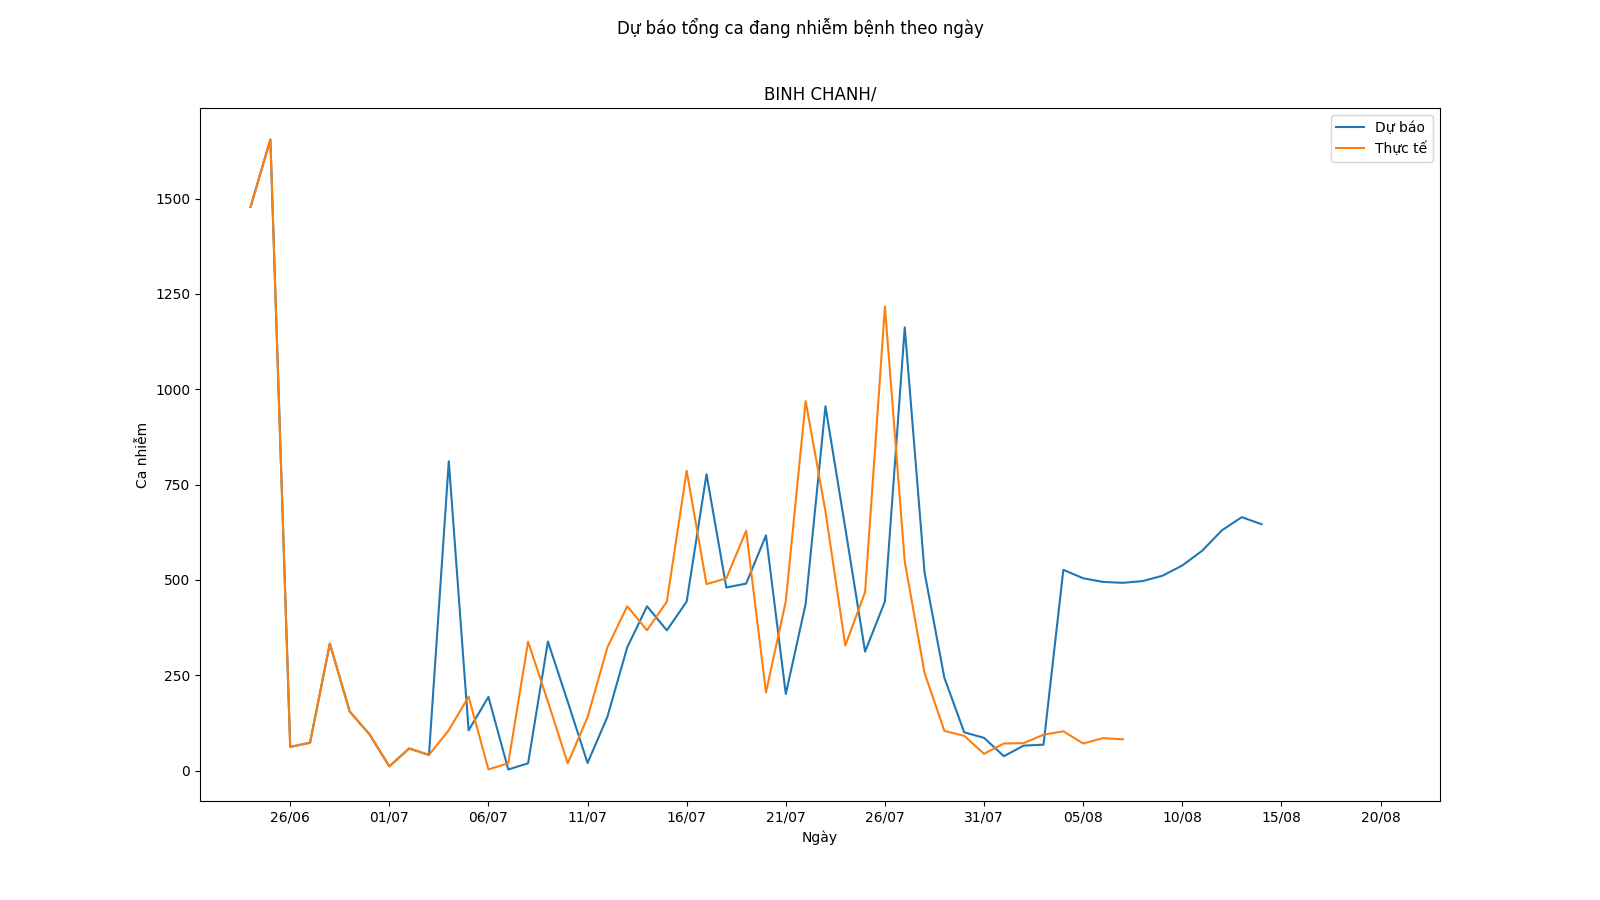 Dự báo tổng ca đang nhiễm bệnh theo ngày
BINH CHANH/
Dự báo
Thực tế
1500
1250
1000
750
500
250
0
Ca nhiễm
26/06 01/07 06/07 11/07 16/07 21/07 26/07 31/07 05/08 10/08 15/08 20/08
Ngày